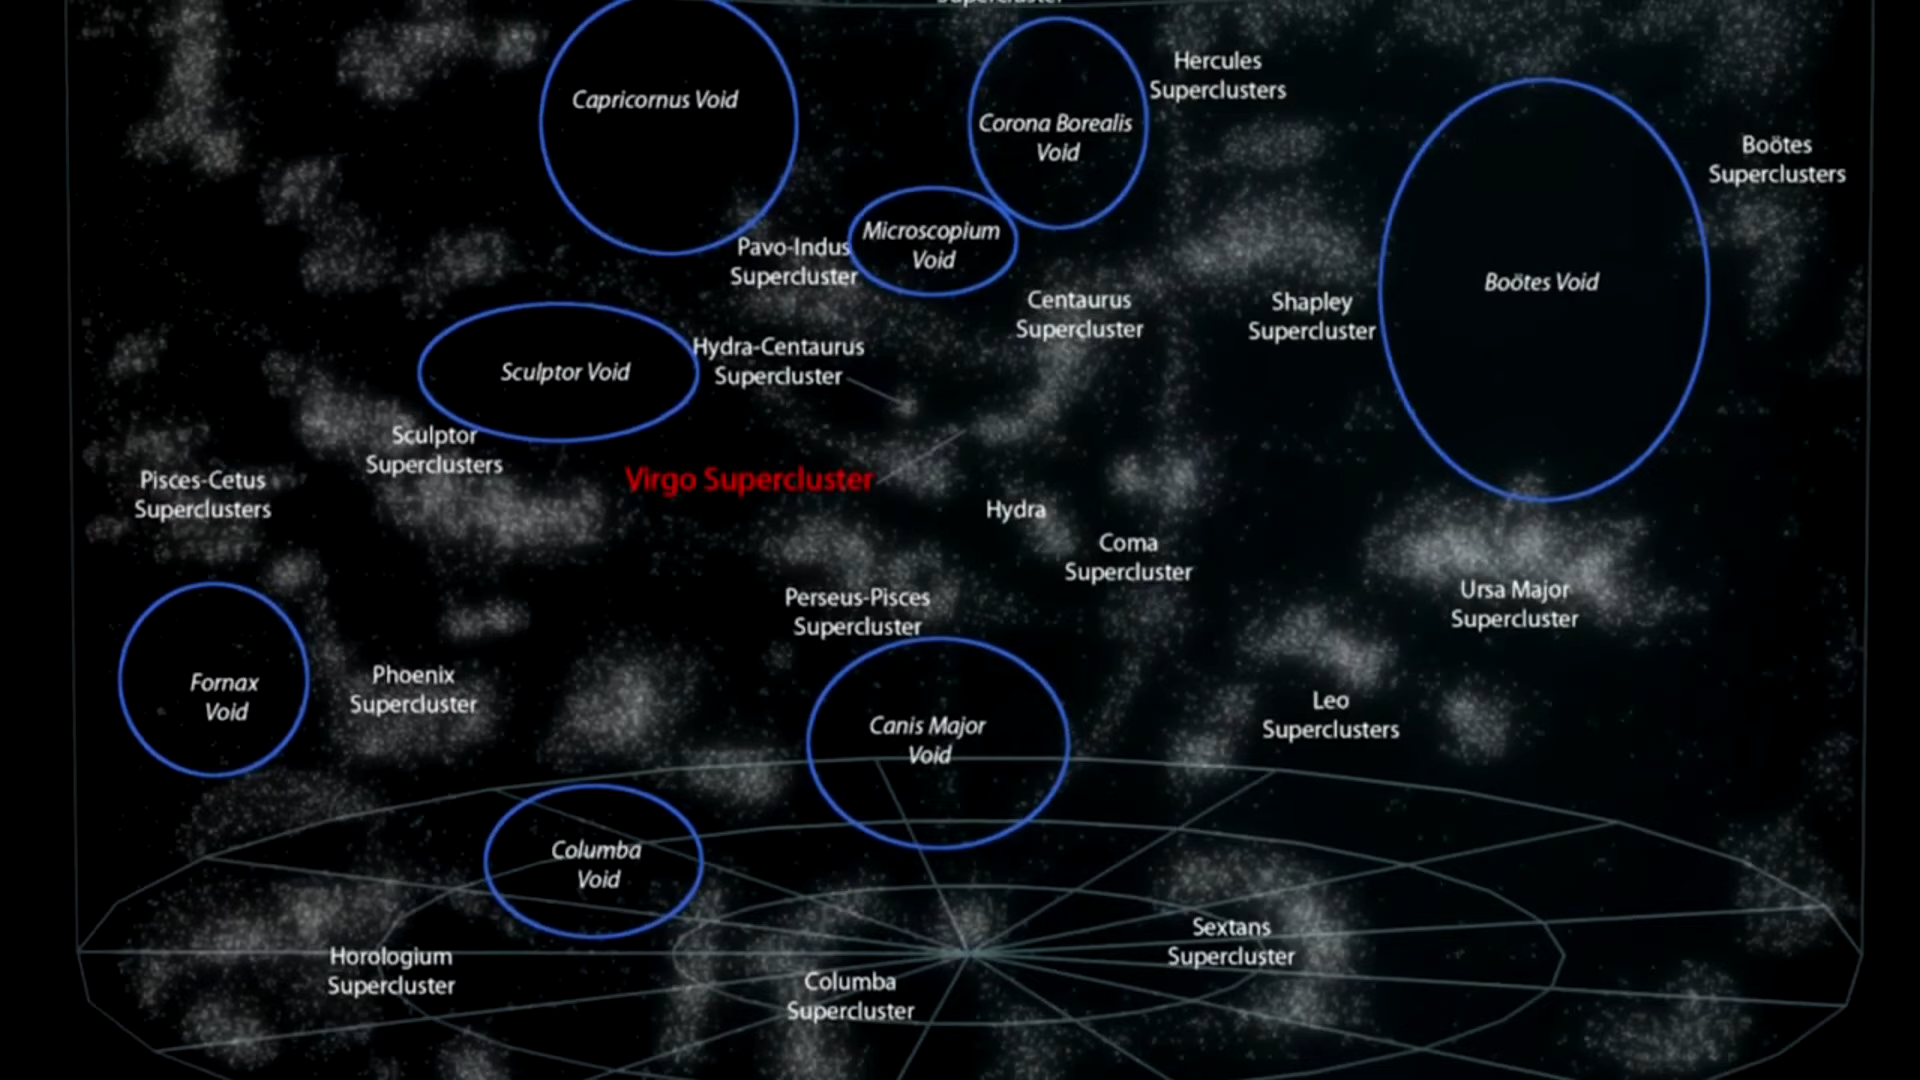 Supercluster
Hercules
Superclusters
Capricornus Void
Corona Borealis
Void
Boötes
Superclusters
Microscopium
Void
Pavo-Indus
Supercluster
Boötes Void
Centaurus
Supercluster
Shapley
Supercluster
Hydra-Centaurus
Supercluster
Sculptor Void
Sculptor
Superclusters
Virgo Supercluster
Pisces-Cetus
Superclusters
Hydra
Coma
Supercluster
Perseus-Pisces
Supercluster
Ursa Major
Supercluster
Fornax
Void
Phoenix
Supercluster
Canis Major
Void
Leo
Superclusters
Columba
Void
Sextans
Supercluster
Horologium
Supercluster
Columba
Supercluster